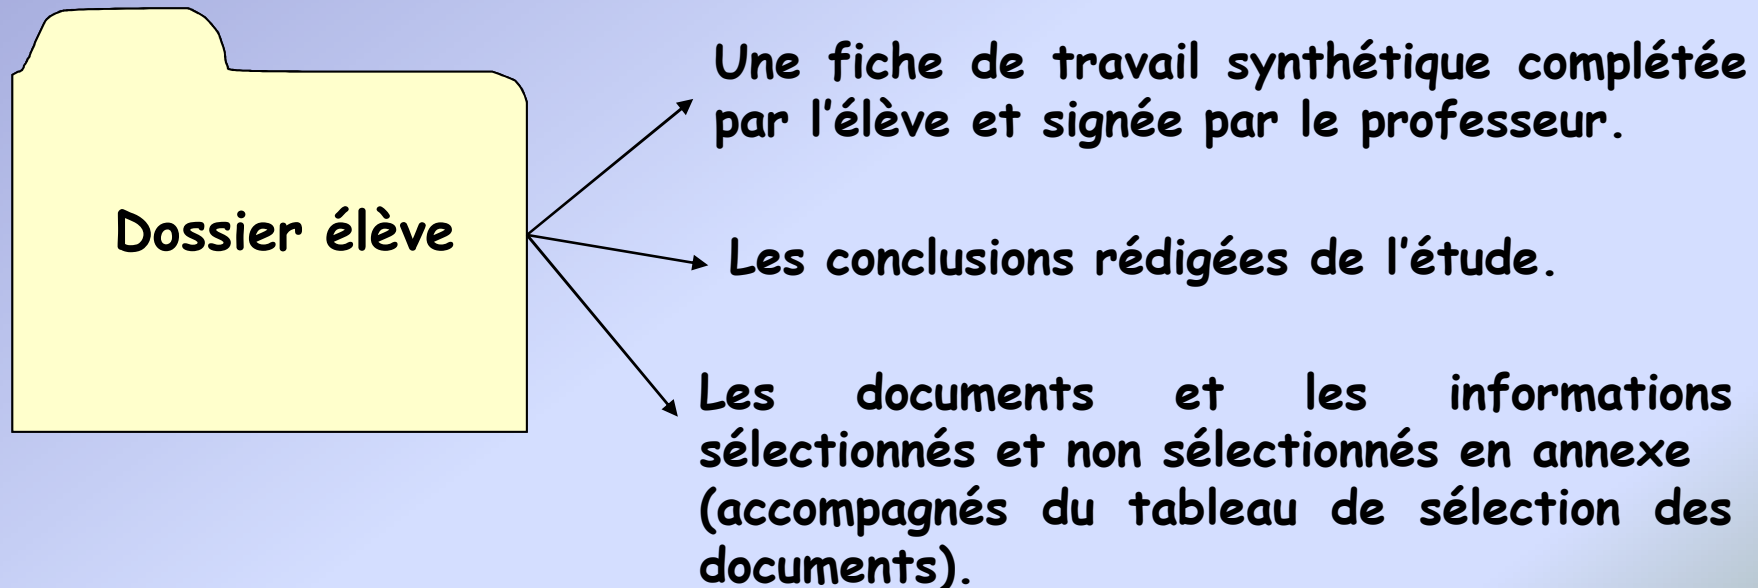 Dossier élève
Une fiche de travail synthétique complétée
par l'élève et signée par le professeur.
Les conclusions rédigées de l'étude.
Les documents et les informations
sélectionnés et non sélectionnés en annexe
(accompagnés du tableau de sélection des
documents).